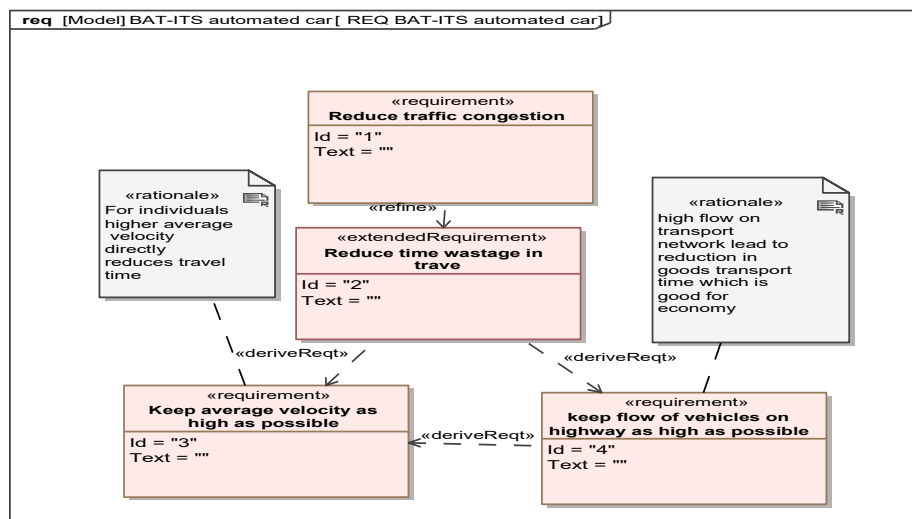 req [Model] BAT-ITS automated car[ REQ BAT-ITS automated car]
«requirement»
Reduce traffic congestion
Id = "1"
Text = ""
«rationale»
For individuals
higher average
velocity
directly
reduces travel
time
«rationale»
high flow on
transport
network lead to
reduction in
goods transport
time which is
good for
economy
«refine»
«extendedRequirement»
Reduce time wastage in
trave
Id = "2"
Text = ""
«deriveReqt»
«deriveReqt»
«requirement»
Keep average velocity as
high as possible
Id = "3"
Text = ""
«deriveReqt»
«requirement»
keep flow of vehicles on
highway as high as possible
Id = "4"
Text = ""